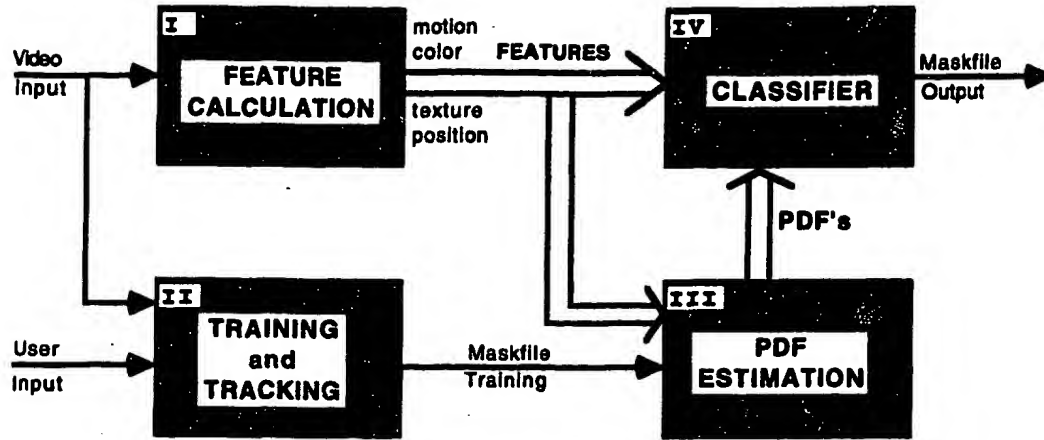 I
FEATURE
CALCULATION
Video
Input
motion
color
FEATURES
texture
position
IV
CLASSIFIER
Maskfile
Output
PDF's
II
TRAINING
and
TRACKING
User
Input
Maskfile
Training
III
PDF
ESTIMATION